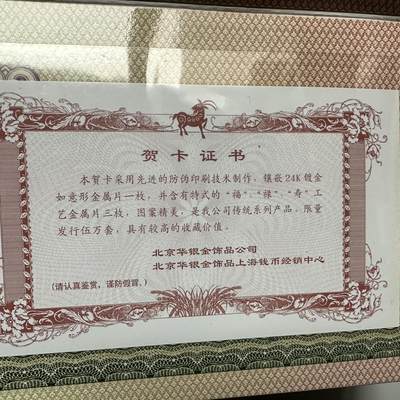 贺卡证书
本贺卡采用先进的防伪印刷技术制作，镶嵌24K镀金
如意形金属片一枚，并含有特式的“福”、“禄”、“寿”工
艺金属片三枚，图案精美，是我公司传统系列产品，限量
发行伍万套，具有较高的收藏价值。
北京华银金饰品公司
北京华银金饰品上海钱币经销中心
（请认真鉴赏，谨防假冒。）